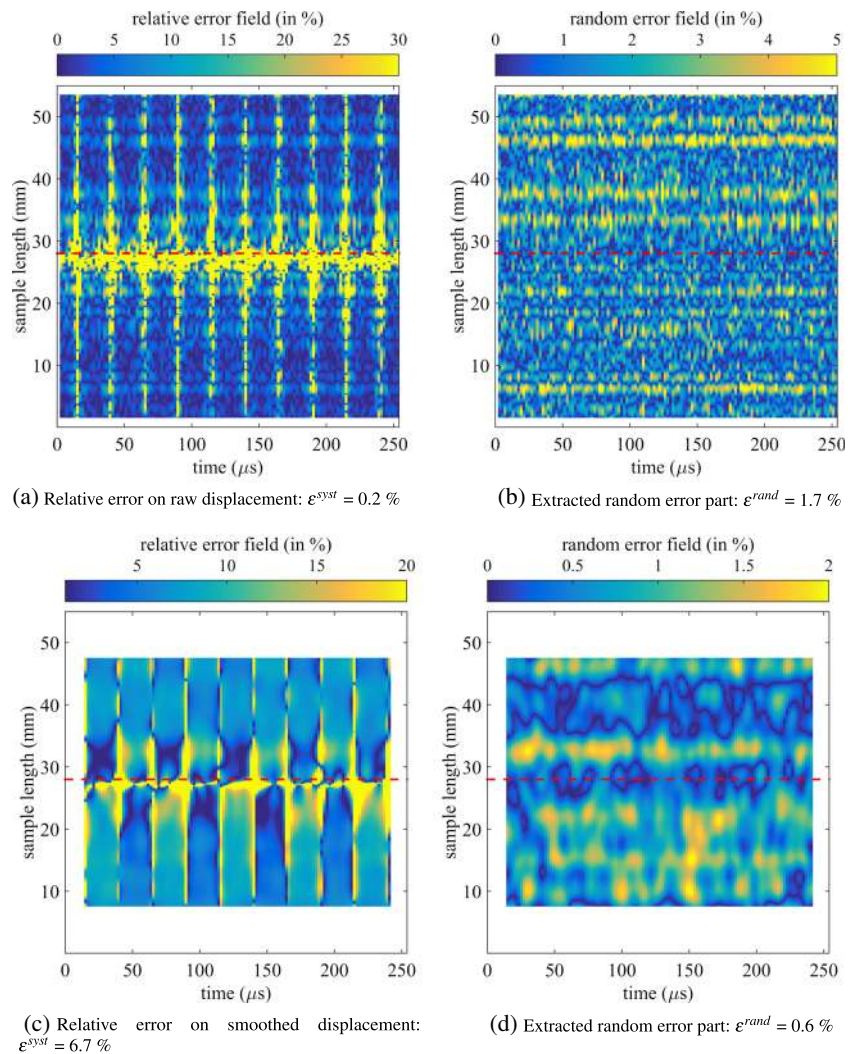 relative error field (in %)
0 5 10 15 20 25 30
50
40
30
20
10
sample length (mm)
0 50 100 150 200 250
time (μs)
(a) Relative error on raw displacement: ε^syst = 0.2 %
random error field (in %)
0 1 2 3 4 5
50
40
30
20
10
sample length (mm)
0 50 100 150 200 250
time (μs)
(b) Extracted random error part: ε^rand = 1.7 %
relative error field (in %)
5 10 15 20
50
40
30
20
10
sample length (mm)
0 50 100 150 200 250
time (μs)
(c) Relative error on smoothed displacement:
ε^syst = 6.7 %
random error field (in %)
0 0.5 1 1.5 2
50
40
30
20
10
sample length (mm)
0 50 100 150 200 250
time (μs)
(d) Extracted random error part: ε^rand = 0.6 %